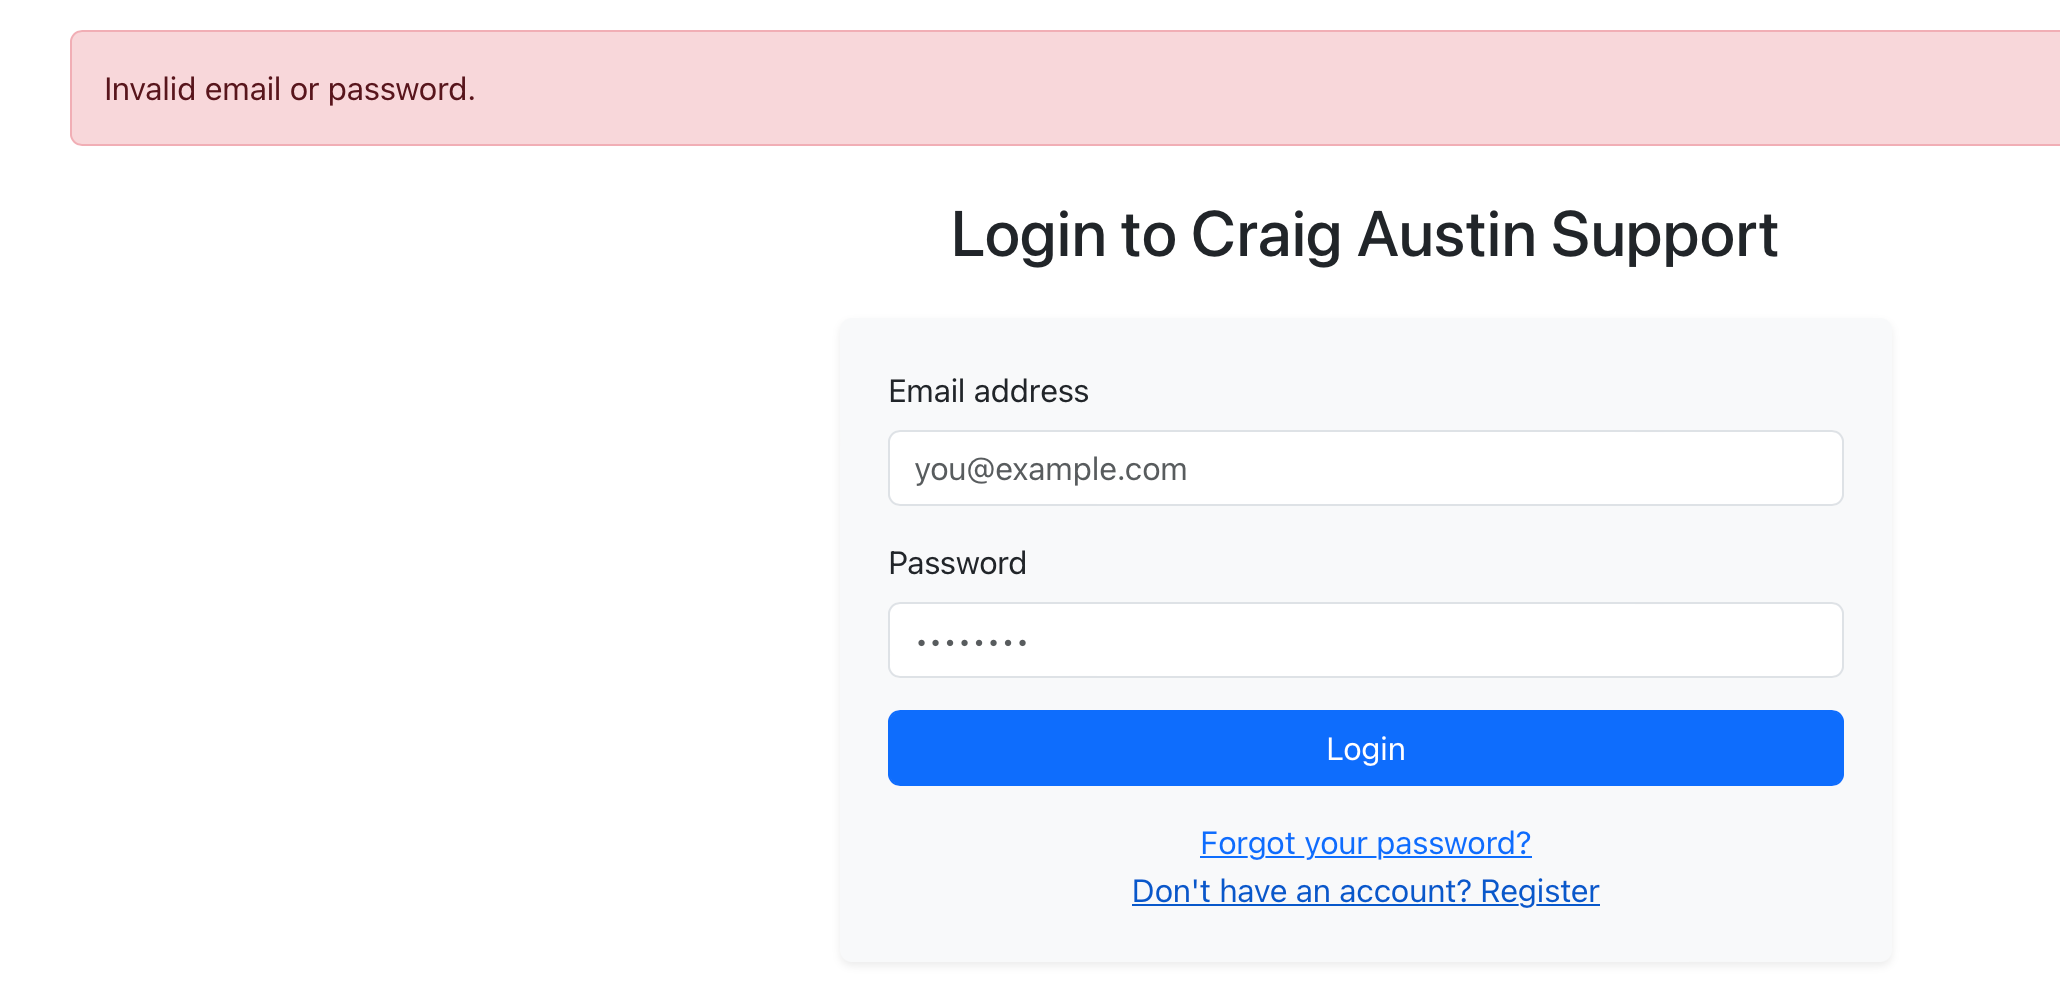 Invalid email or password.
Login to Craig Austin Support
Email address
you@example.com
Password
••••••••
Login
Forgot your password?
Don't have an account? Register